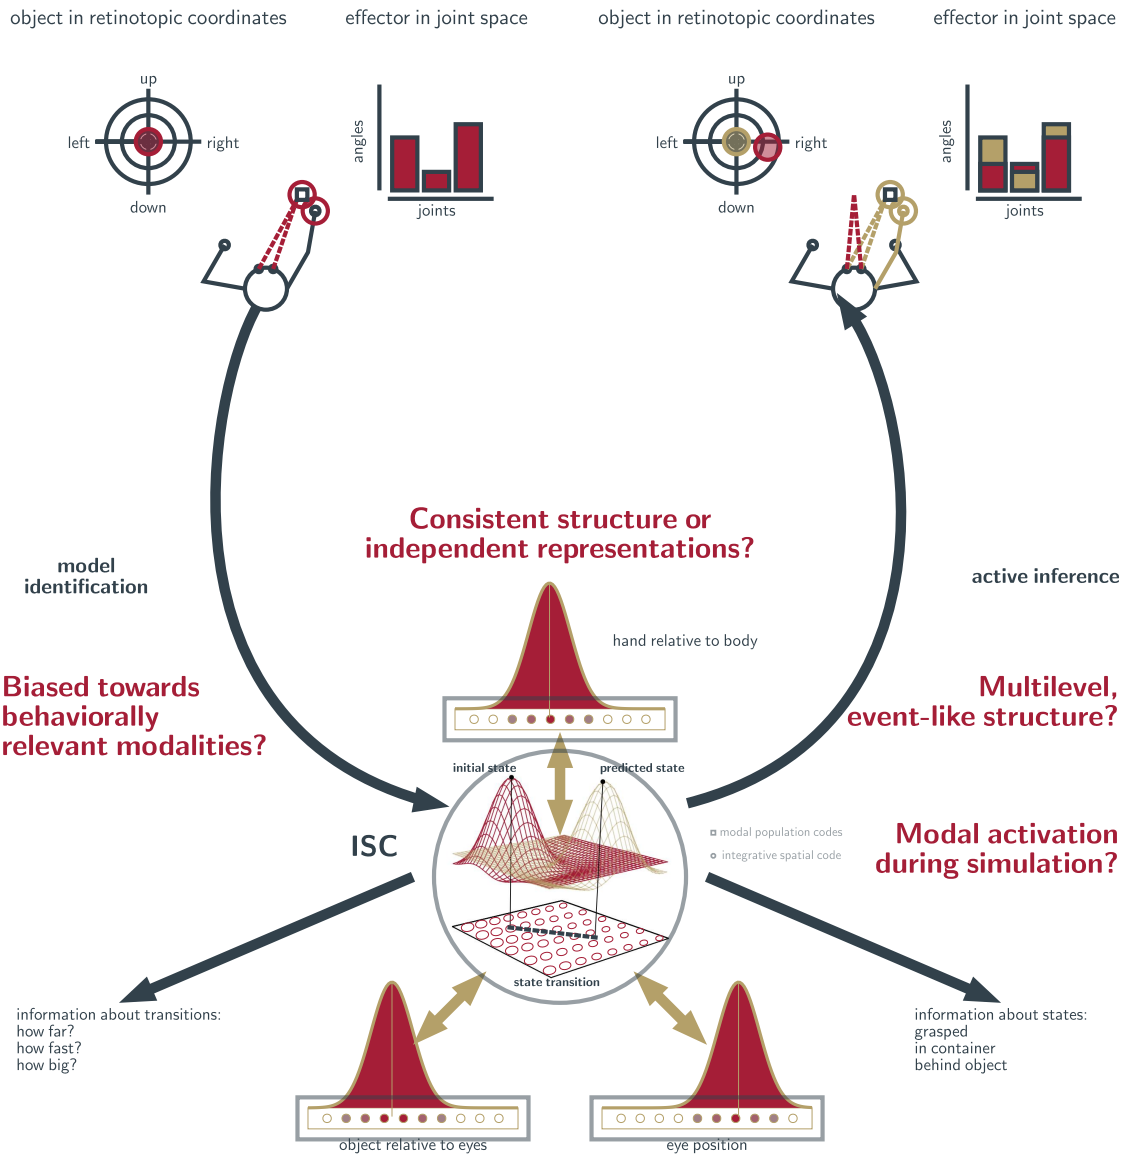 object in retinotopic coordinates
effector in joint space
object in retinotopic coordinates
effector in joint space
up
left
right
down
angles
joints
up
left
right
down
angles
joints
Consistent structure or
independent representations?
model
identification
active inference
hand relative to body
Biased towards
behaviorally
relevant modalities?
Multilevel,
event-like structure?
initial state
predicted state
ISC
modal population codes
integrative spatial code
Modal activation
during simulation?
state transition
information about transitions:
how far?
how fast?
how big?
information about states:
grasped
in container
behind object
object relative to eyes
eye position